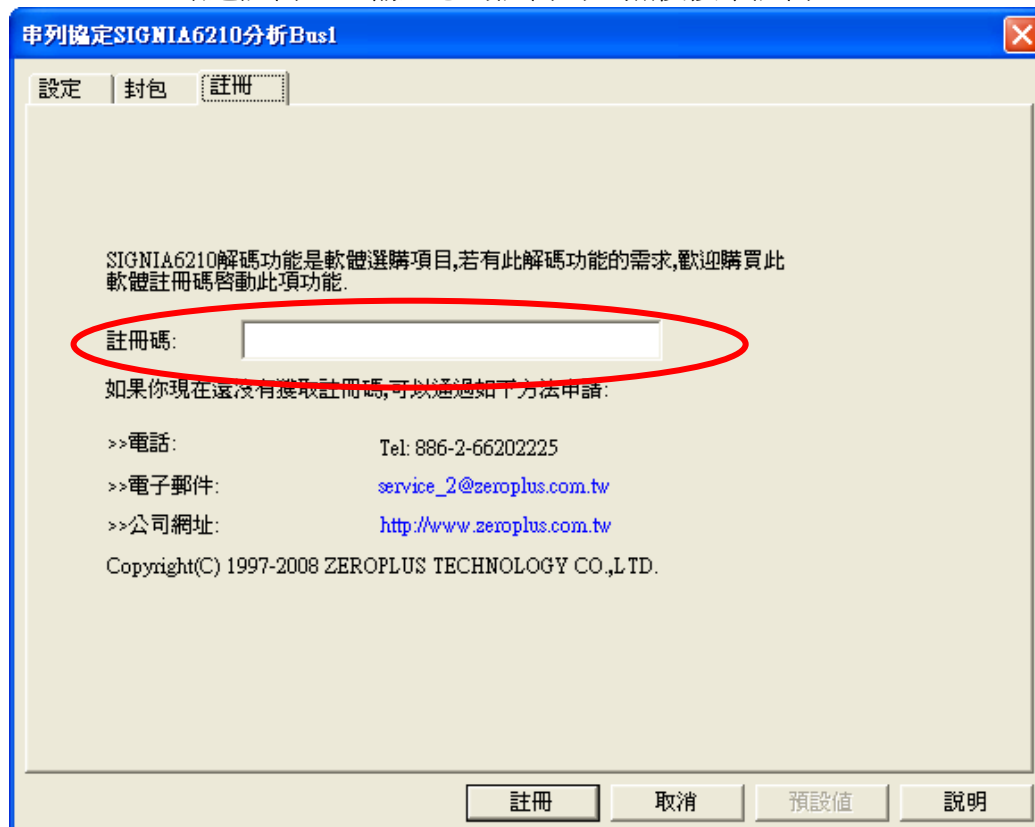 串列協定SIGNIA6210分析Bus1
設定 封包 註冊
SIGNIA6210解碼功能是軟體選購項目,若有此解碼功能的需求,歡迎購買此
軟體註冊碼啓動此項功能.
註冊碼:
如果你現在還沒有獲取註冊碼,可以通過如下方法申請:
>>電話: Tel: 886-2-66202225
>>電子郵件: service_2@zeroplus.com.tw
>>公司網址: http://www.zeroplus.com.tw
Copyright(C) 1997-2008 ZEROPLUS TECHNOLOGY CO.,LTD.
註冊 取消 預設值 說明